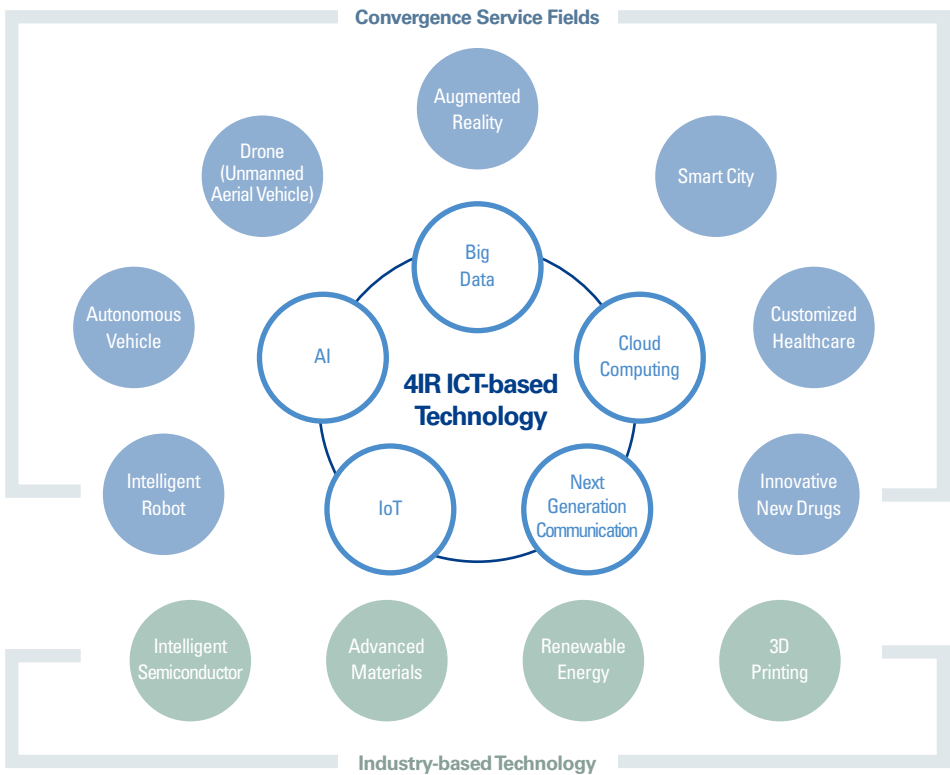 Convergence Service Fields
Augmented
Reality
Drone
(Unmanned
Aerial Vehicle)
Smart City
Big
Data
Autonomous
Vehicle
AI
Cloud
Computing
Customized
Healthcare
4IR ICT-based
Technology
Intelligent
Robot
IoT
Next
Generation
Communication
Innovative
New Drugs
Intelligent
Semiconductor
Advanced
Materials
Renewable
Energy
3D
Printing
Industry-based Technology